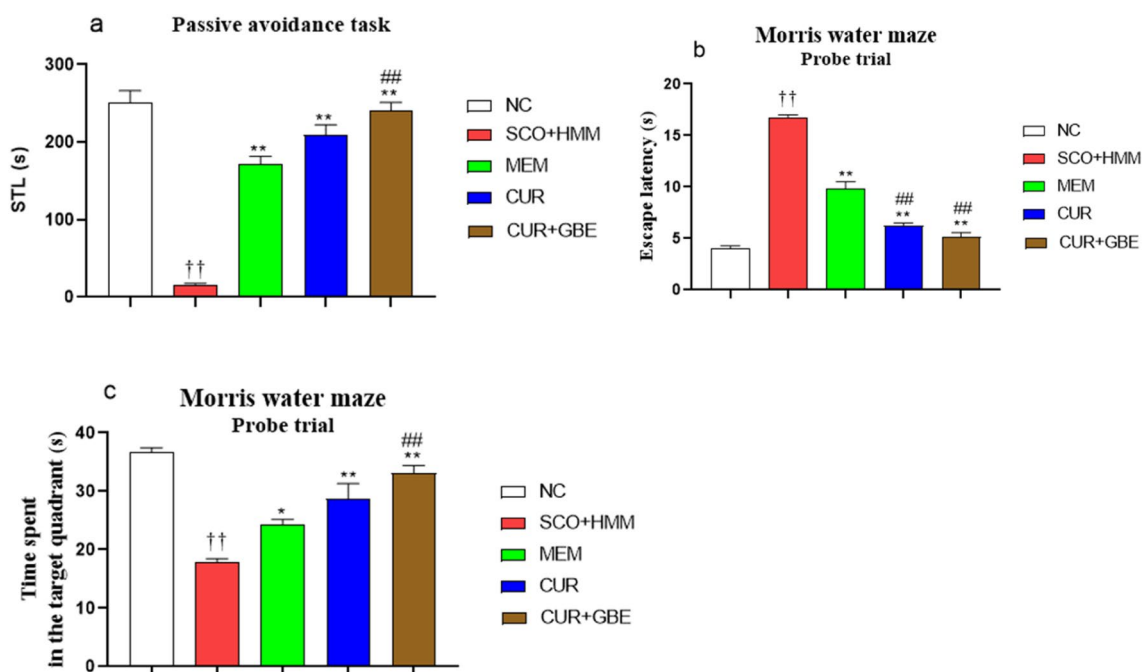 a
Passive avoidance task
300
200
100
0
STL (s)
††
**
**
##
**
NC
SCO+HMM
MEM
CUR
CUR+GBE
b
Morris water maze
Probe trial
20
15
10
5
0
Escape latency (s)
††
**
##
**
##
**
NC
SCO+HMM
MEM
CUR
CUR+GBE
c
Morris water maze
Probe trial
40
30
20
10
0
Time spent
in the target quadrant (s)
††
*
**
##
**
NC
SCO+HMM
MEM
CUR
CUR+GBE